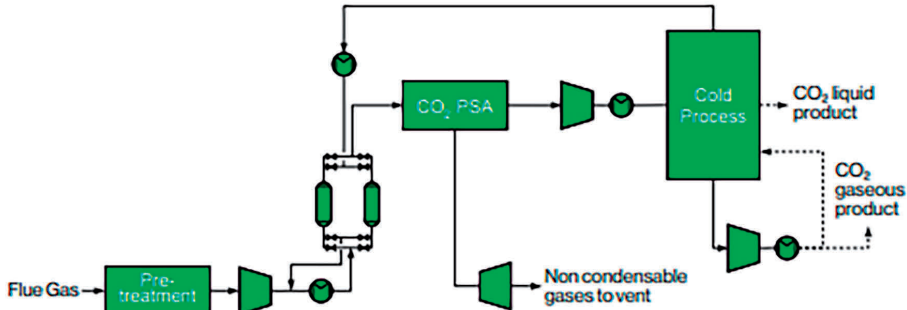 CO₂ PSA
Cold
Process
CO₂ liquid
product
CO₂
gaseous
product
Flue Gas
Pre-
treatment
Non condensable
gases to vent